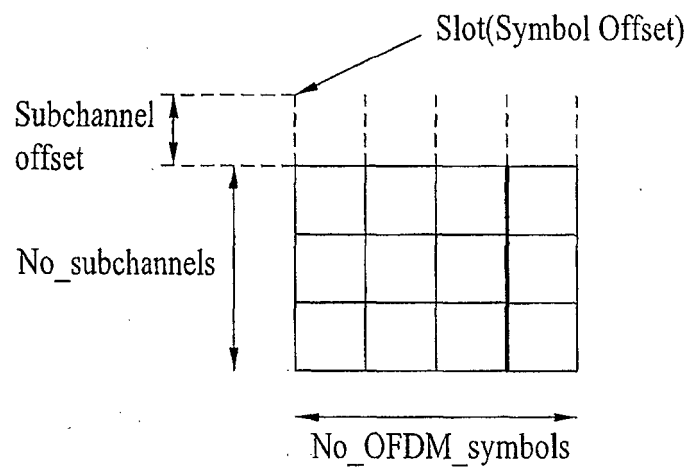 Slot(Symbol Offset)
Subchannel
offset
No_subchannels
No_OFDM_symbols